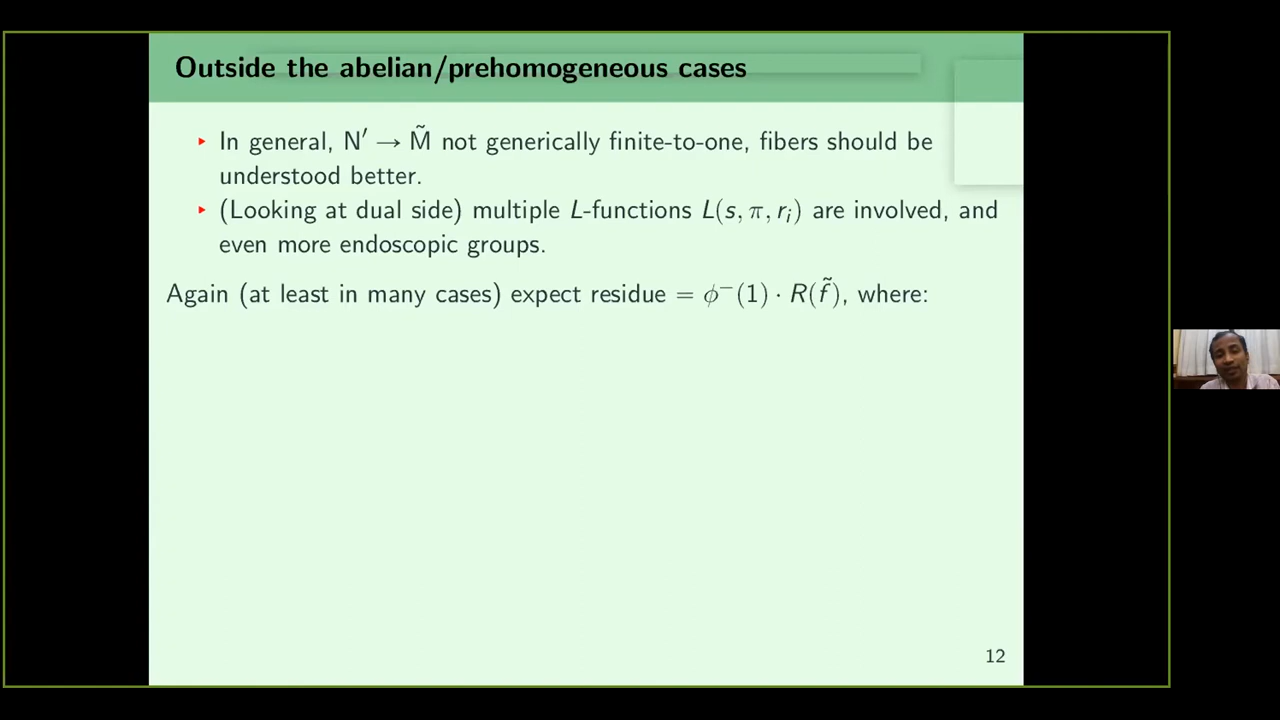 Outside the abelian/prehomogeneous cases
▸ In general, N′ → M̃ not generically finite-to-one, fibers should be
understood better.
▸ (Looking at dual side) multiple L-functions L(s, π, rᵢ) are involved, and
even more endoscopic groups.
Again (at least in many cases) expect residue = ϕ⁻(1) · R(f̃), where:
12